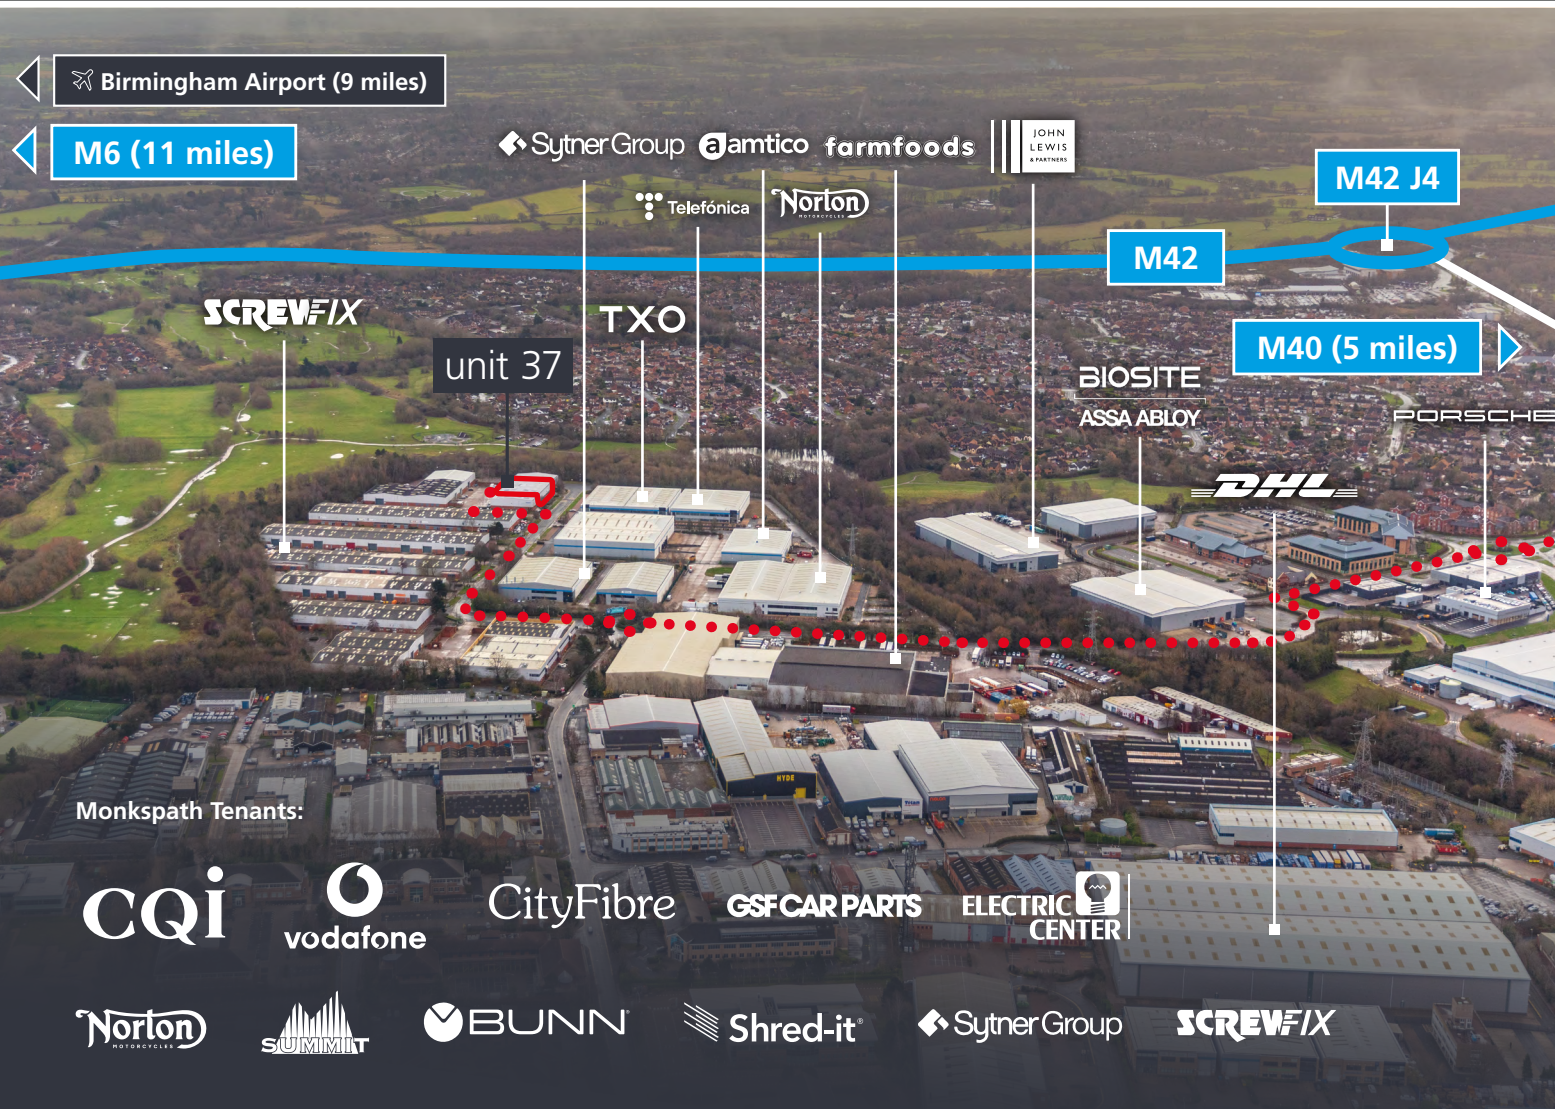 Birmingham Airport (9 miles)
M6 (11 miles)
Sytner Group
amtico
farmfoods
JOHN
LEWIS
& PARTNERS
Telefónica
Norton
MOTORCYCLES
M42 J4
M42
SCREWFIX
TXO
unit 37
M40 (5 miles)
BIOSITE
ASSA ABLOY
PORSCHE
DHL
HYDE
Monkspath Tenants:
CQi
vodafone
CityFibre
GSF CAR PARTS
ELECTRIC
CENTER
Norton
MOTORCYCLES
SUMMIT
BUNN
Shred-it
Sytner Group
SCREWFIX